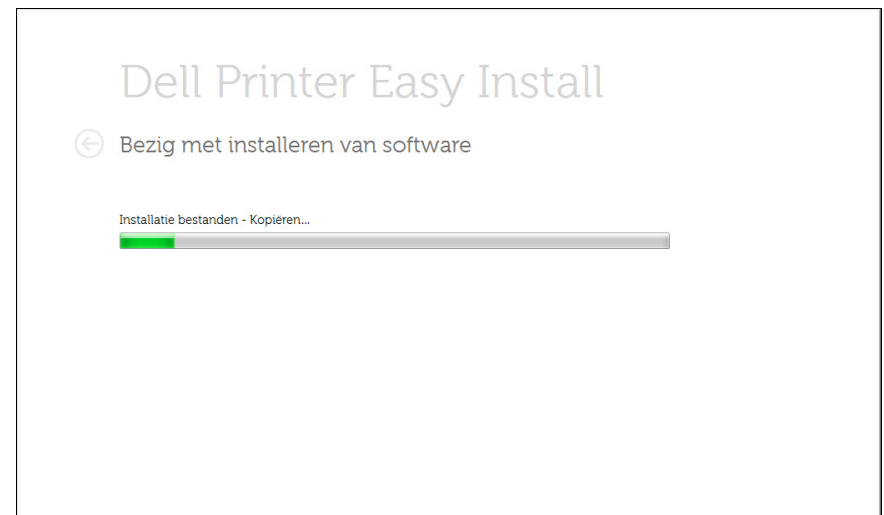 Dell Printer Easy Install
Bezig met installeren van software
Installatie bestanden - Kopiëren...